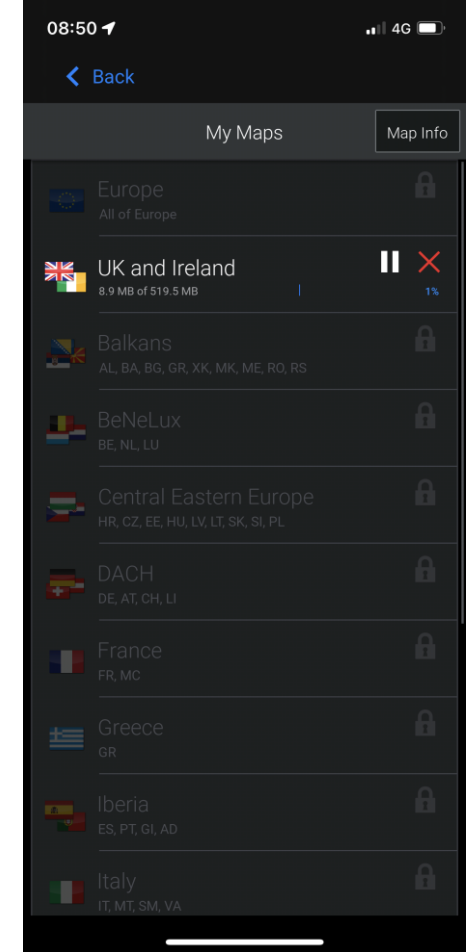 08:50
4G
Back
My Maps
Map Info
Europe
All of Europe
UK and Ireland
8.9 MB of 519.5 MB
1%
Balkans
AL, BA, BG, GR, XK, MK, ME, RO, RS
BeNeLux
BE, NL, LU
Central Eastern Europe
HR, CZ, EE, HU, LV, LT, SK, SI, PL
DACH
DE, AT, CH, LI
France
FR, MC
Greece
GR
Iberia
ES, PT, GI, AD
Italy
IT, MT, SM, VA